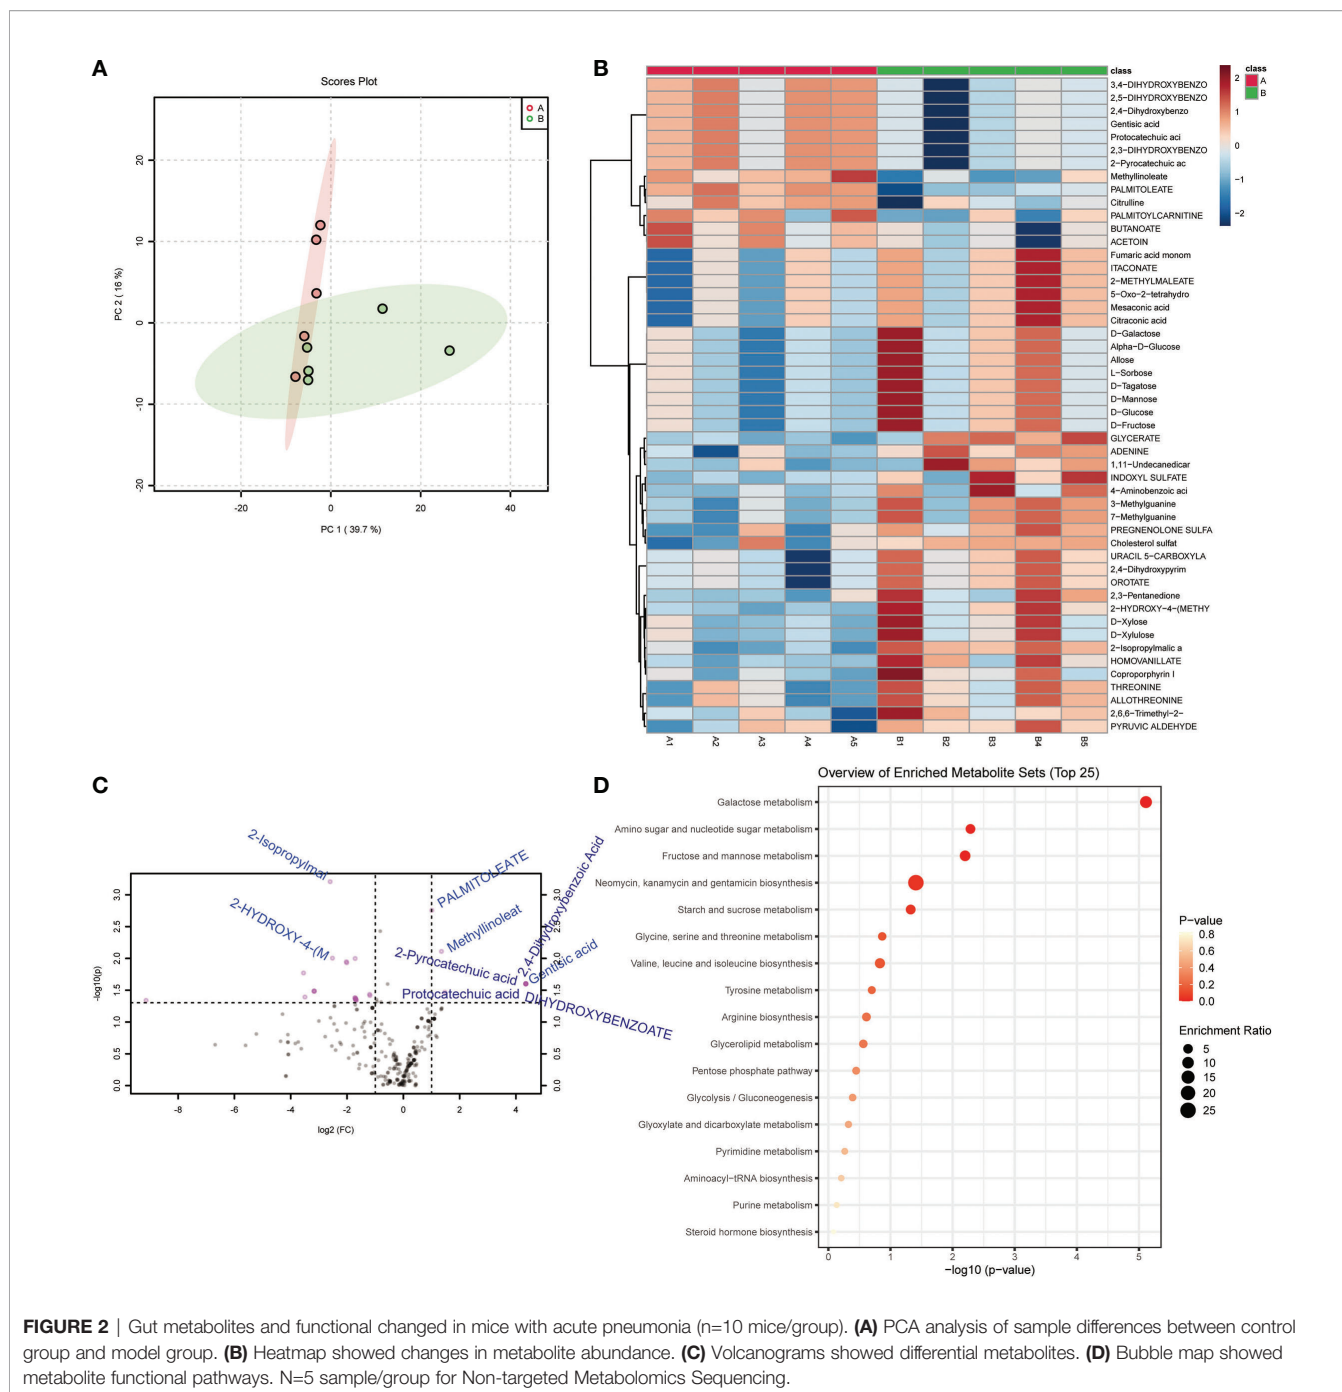 A
Scores Plot
A
B
PC 2 ( 16 %)
20
10
0
-10
-20
-20
0
20
40
PC 1 ( 39.7 %)
B
class
3,4−DIHYDROXYBENZO
2,5−DIHYDROXYBENZO
2,4−Dihydroxybenzo
Gentisic acid
Protocatechuic aci
2,3−DIHYDROXYBENZO
2−Pyrocatechuic ac
Methyllinoleate
PALMITOLEATE
Citrulline
PALMITOYLCARNITINE
BUTANOATE
ACETOIN
Fumaric acid monom
ITACONATE
2−METHYLMALEATE
5−Oxo−2−tetrahydro
Mesaconic acid
Citraconic acid
D−Galactose
Alpha−D−Glucose
Allose
L−Sorbose
D−Tagatose
D−Mannose
D−Glucose
D−Fructose
GLYCERATE
ADENINE
1,11−Undecanedicar
INDOXYL SULFATE
4−Aminobenzoic aci
3−Methylguanine
7−Methylguanine
PREGNENOLONE SULFA
Cholesterol sulfat
URACIL 5−CARBOXYLA
2,4−Dihydroxypyrim
OROTATE
2,3−Pentanedione
2−HYDROXY−4−(METHY
D−Xylose
D−Xylulose
2−Isopropylmalic a
HOMOVANILLATE
Coproporphyrin I
THREONINE
ALLOTHREONINE
2,6,6−Trimethyl−2−
PYRUVIC ALDEHYDE
A1
A2
A3
A4
A5
B1
B2
B3
B4
B5
2
1
0
−1
−2
class
A
B
C
2-Isopropylmal
2-HYDROXY-4-(M
PALMITOLEATE
Methyllinoleat
2,4-Dihydroxybenzoic Acid
2-Pyrocatechuic acid
Gentisic acid
Protocatechuic acid
DIHYDROXYBENZOATE
-log10(p)
3.0
2.5
2.0
1.5
1.0
0.5
0.0
3.0
2.5
2.0
1.5
1.0
0.5
0.0
-8
-6
-4
-2
0
2
4
log2 (FC)
D
Overview of Enriched Metabolite Sets (Top 25)
Galactose metabolism
Amino sugar and nucleotide sugar metabolism
Fructose and mannose metabolism
Neomycin, kanamycin and gentamicin biosynthesis
Starch and sucrose metabolism
Glycine, serine and threonine metabolism
Valine, leucine and isoleucine biosynthesis
Tyrosine metabolism
Arginine biosynthesis
Glycerolipid metabolism
Pentose phosphate pathway
Glycolysis / Gluconeogenesis
Glyoxylate and dicarboxylate metabolism
Pyrimidine metabolism
Aminoacyl−tRNA biosynthesis
Purine metabolism
Steroid hormone biosynthesis
0
1
2
3
4
5
−log10 (p−value)
P−value
0.8
0.6
0.4
0.2
0.0
Enrichment Ratio
5
10
15
20
25
FIGURE 2 | Gut metabolites and functional changed in mice with acute pneumonia (n=10 mice/group). (A) PCA analysis of sample differences between control
group and model group. (B) Heatmap showed changes in metabolite abundance. (C) Volcanograms showed differential metabolites. (D) Bubble map showed
metabolite functional pathways. N=5 sample/group for Non-targeted Metabolomics Sequencing.